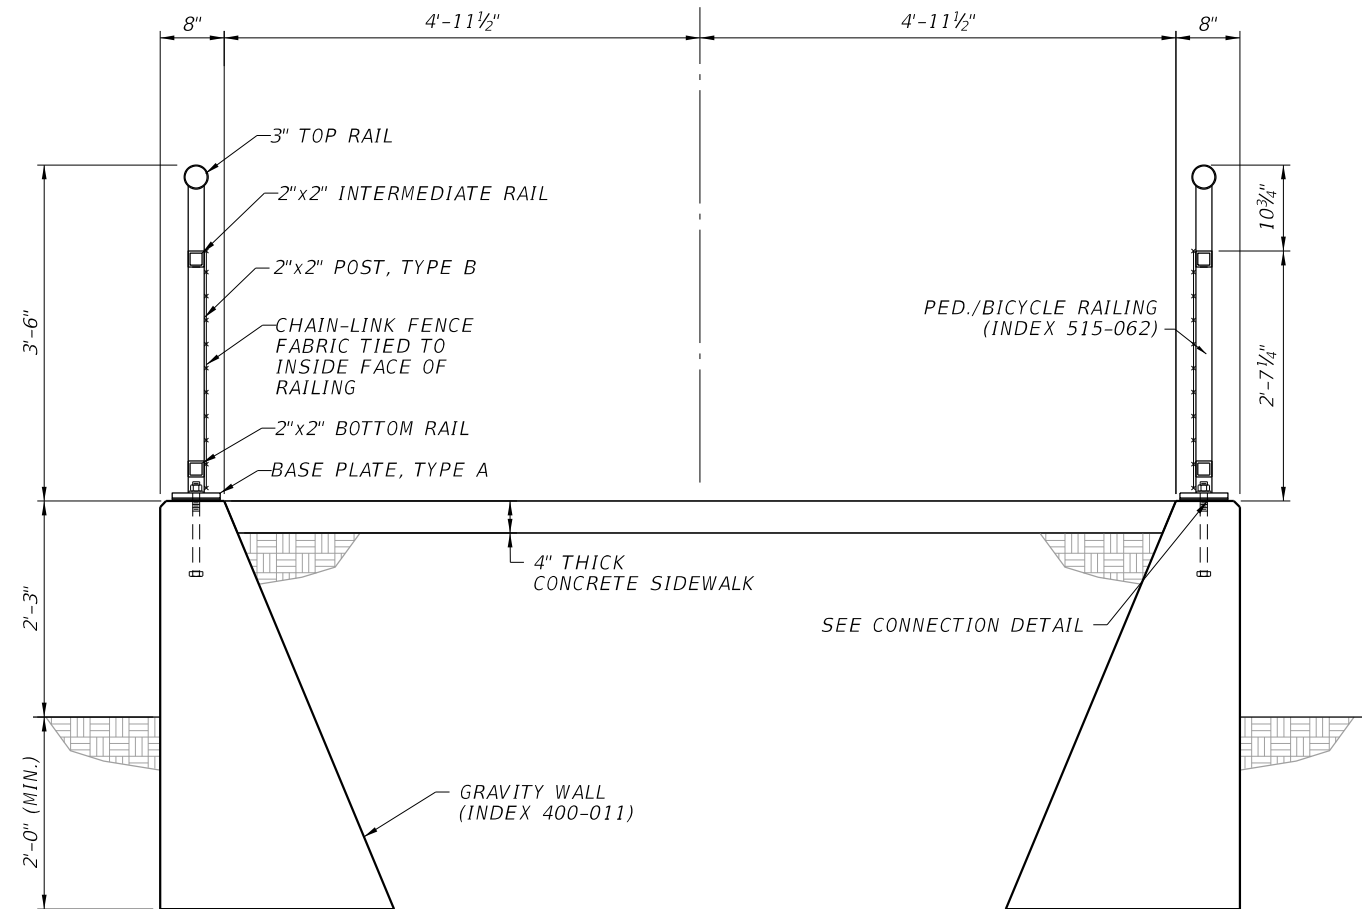 8"
4'-11½"
4'-11½"
8"
3" TOP RAIL
2"x2" INTERMEDIATE RAIL
2"x2" POST, TYPE B
CHAIN-LINK FENCE
FABRIC TIED TO
INSIDE FACE OF
RAILING
2"x2" BOTTOM RAIL
BASE PLATE, TYPE A
3'-6"
10¾"
PED./BICYCLE RAILING
(INDEX 515-062)
2'-7¼"
4" THICK
CONCRETE SIDEWALK
SEE CONNECTION DETAIL
2'-3"
GRAVITY WALL
(INDEX 400-011)
2'-0" (MIN.)